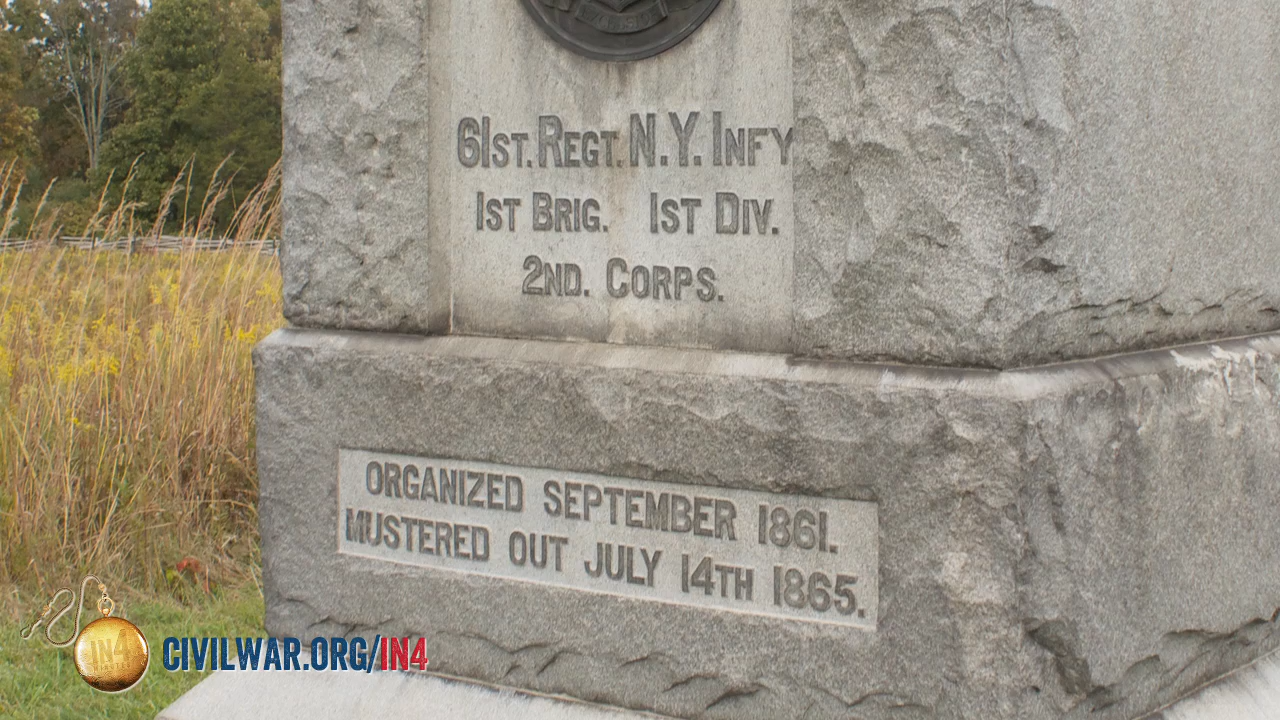 61ST. REGT. N.Y. INFY
1ST BRIG. 1ST DIV.
2ND. CORPS.
ORGANIZED SEPTEMBER 1861.
MUSTERED OUT JULY 14TH 1865.
IN4
MINUTES
CIVILWAR.ORG/IN4